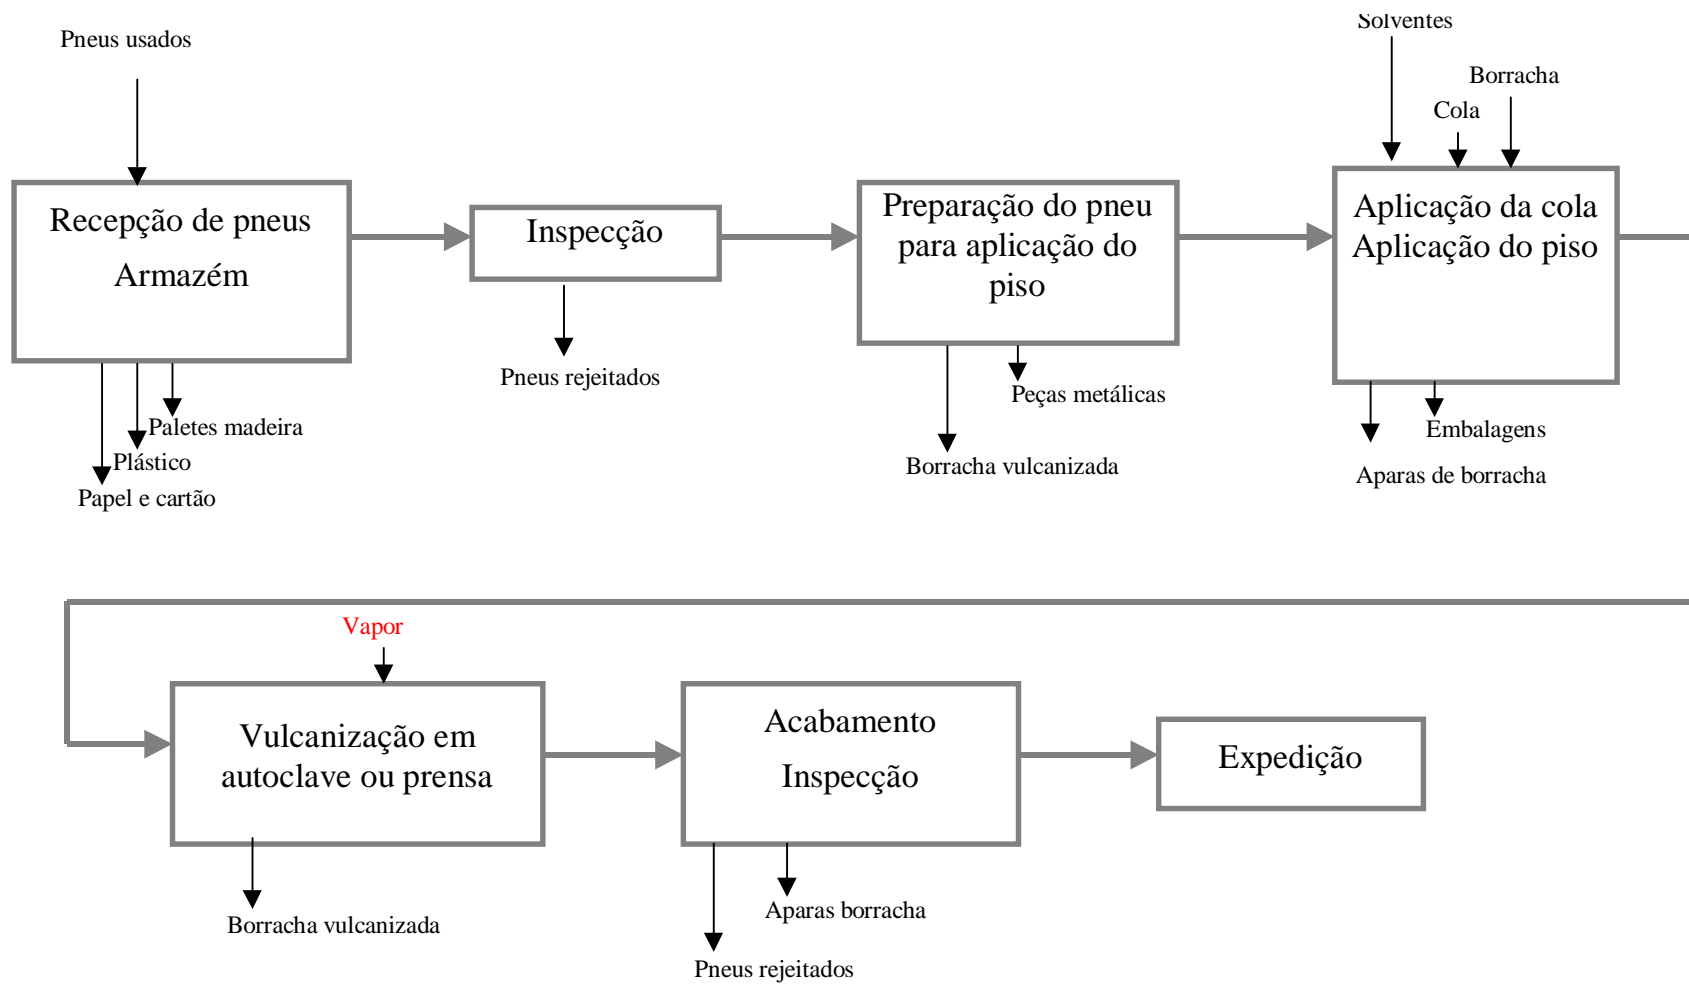 Solventes
Pneus usados
Borracha
Cola
Recepção de pneus
Armazém
Inspecção
Preparação do pneu
para aplicação do
piso
Aplicação da cola
Aplicação do piso
Pneus rejeitados
Peças metálicas
Paletes madeira
Embalagens
Plástico
Borracha vulcanizada
Aparas de borracha
Papel e cartão
Vapor
Vulcanização em
autoclave ou prensa
Acabamento
Inspecção
Expedição
Aparas borracha
Borracha vulcanizada
Pneus rejeitados